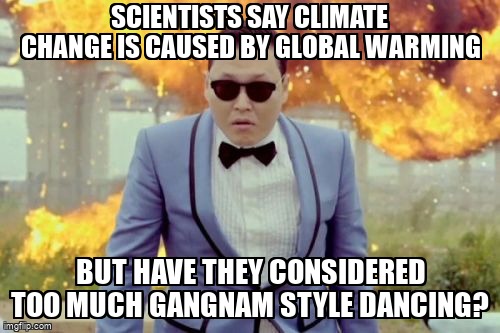 SCIENTISTS SAY CLIMATE
CHANGE IS CAUSED BY GLOBAL WARMING
BUT HAVE THEY CONSIDERED
TOO MUCH GANGNAM STYLE DANCING?
imgflip.com